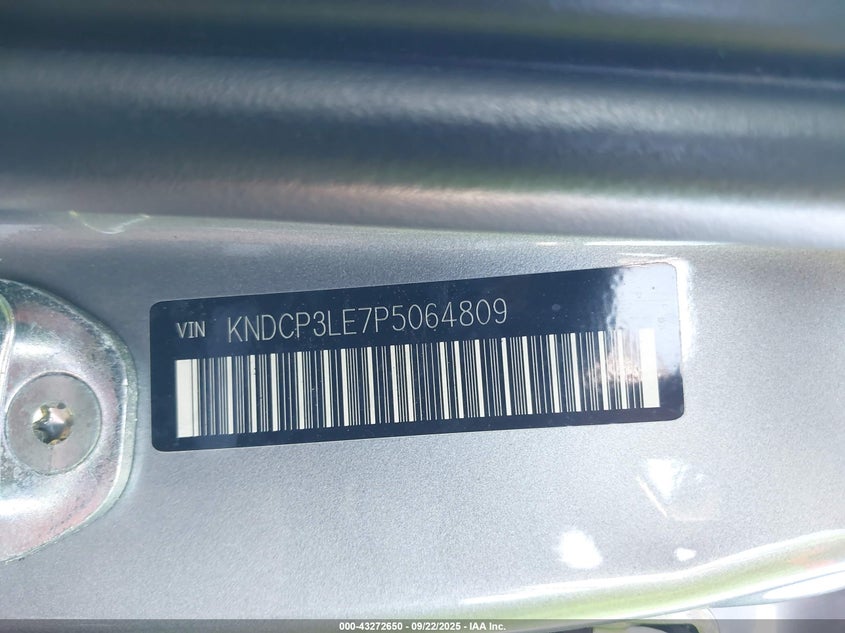 VIN KNDCP3LE7P5064809
000-43272650 - 09/22/2025 - IAA Inc.